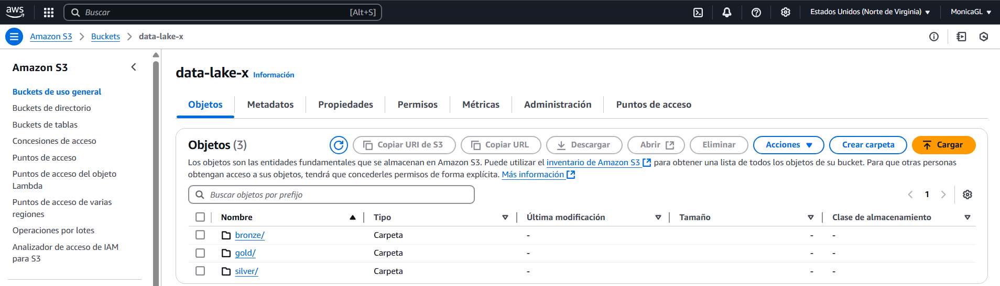 aws
Buscar [Alt+S]
Estados Unidos (Norte de Virginia) MonicaGL
Amazon S3 Buckets data-lake-x
Amazon S3
Buckets de uso general
Buckets de directorio
Buckets de tablas
Concesiones de acceso
Puntos de acceso
Puntos de acceso del objeto
Lambda
Puntos de acceso de varias
regiones
Operaciones por lotes
Analizador de acceso de IAM
para S3
data-lake-x Información
Objetos Metadatos Propiedades Permisos Métricas Administración Puntos de acceso
Objetos (3)
Copiar URI de S3 Copiar URL Descargar Abrir Eliminar Acciones Crear carpeta Cargar
Los objetos son las entidades fundamentales que se almacenan en Amazon S3. Puede utilizar el inventario de Amazon S3 para obtener una lista de todos los objetos de su bucket. Para que otras personas
obtengan acceso a sus objetos, tendrá que concederles permisos de forma explícita. Más información
Buscar objetos por prefijo
1
Nombre Tipo Última modificación Tamaño Clase de almacenamiento
bronze/ Carpeta - - -
gold/ Carpeta - - -
silver/ Carpeta - - -